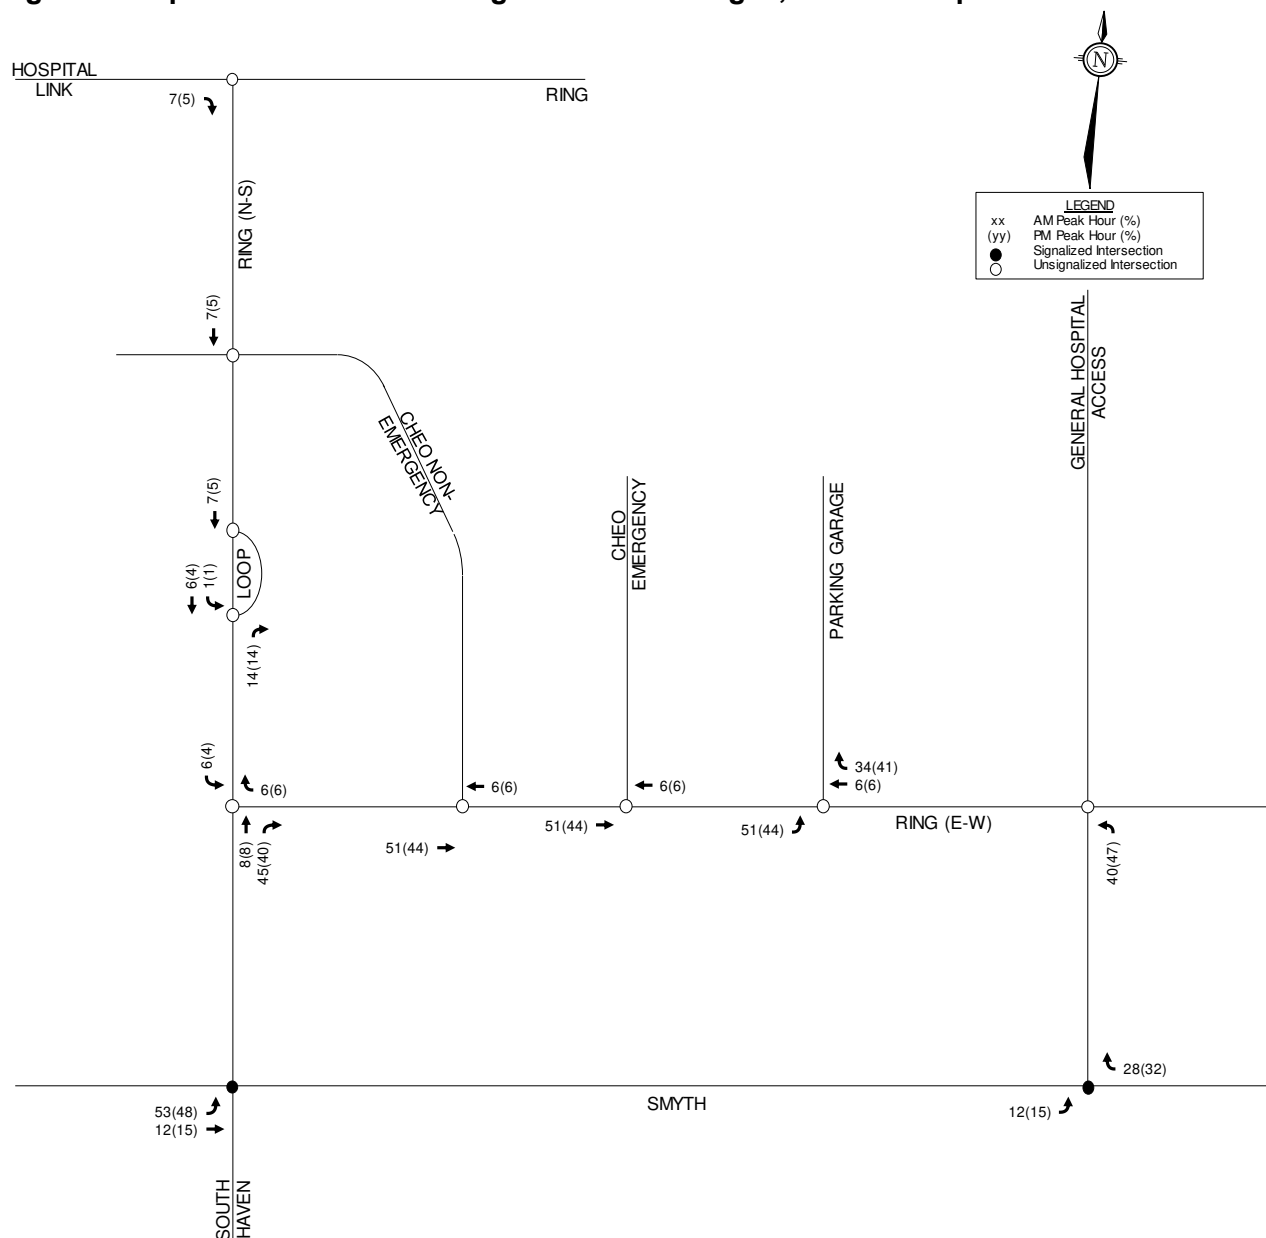 HOSPITAL
LINK
RING
7(5)
N
LEGEND
xx AM Peak Hour (%)
(yy) PM Peak Hour (%)
Signalized Intersection
Unsignalized Intersection
RING (N-S)
7(5)
GENERAL HOSPITAL
ACCESS
CHEO NON-
EMERGENCY
7(5)
CHEO
EMERGENCY
PARKING GARAGE
LOOP
6(4)
1(1)
14(14)
6(4)
6(6)
6(6)
6(6)
34(41)
6(6)
8(8)
45(40)
51(44)
51(44)
51(44)
RING (E-W)
40(47)
28(32)
53(48)
12(15)
SMYTH
12(15)
SOUTH
HAVEN